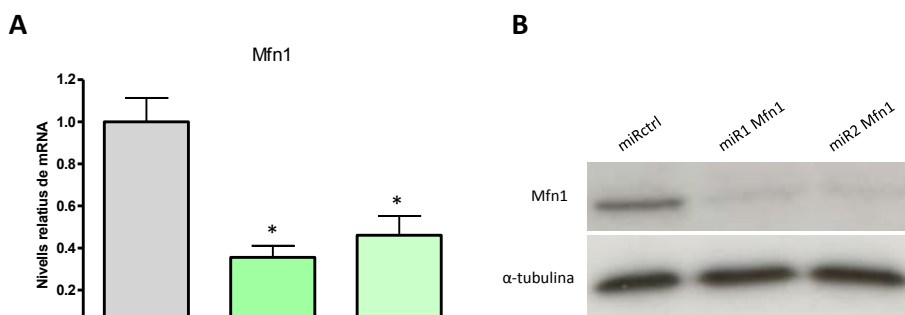 A
Mfn1
1.2
1.0
0.8
0.6
0.4
0.2
Nivells relatius de mRNA
*
*
B
miRctrl
miR1 Mfn1
miR2 Mfn1
Mfn1
α-tubulina